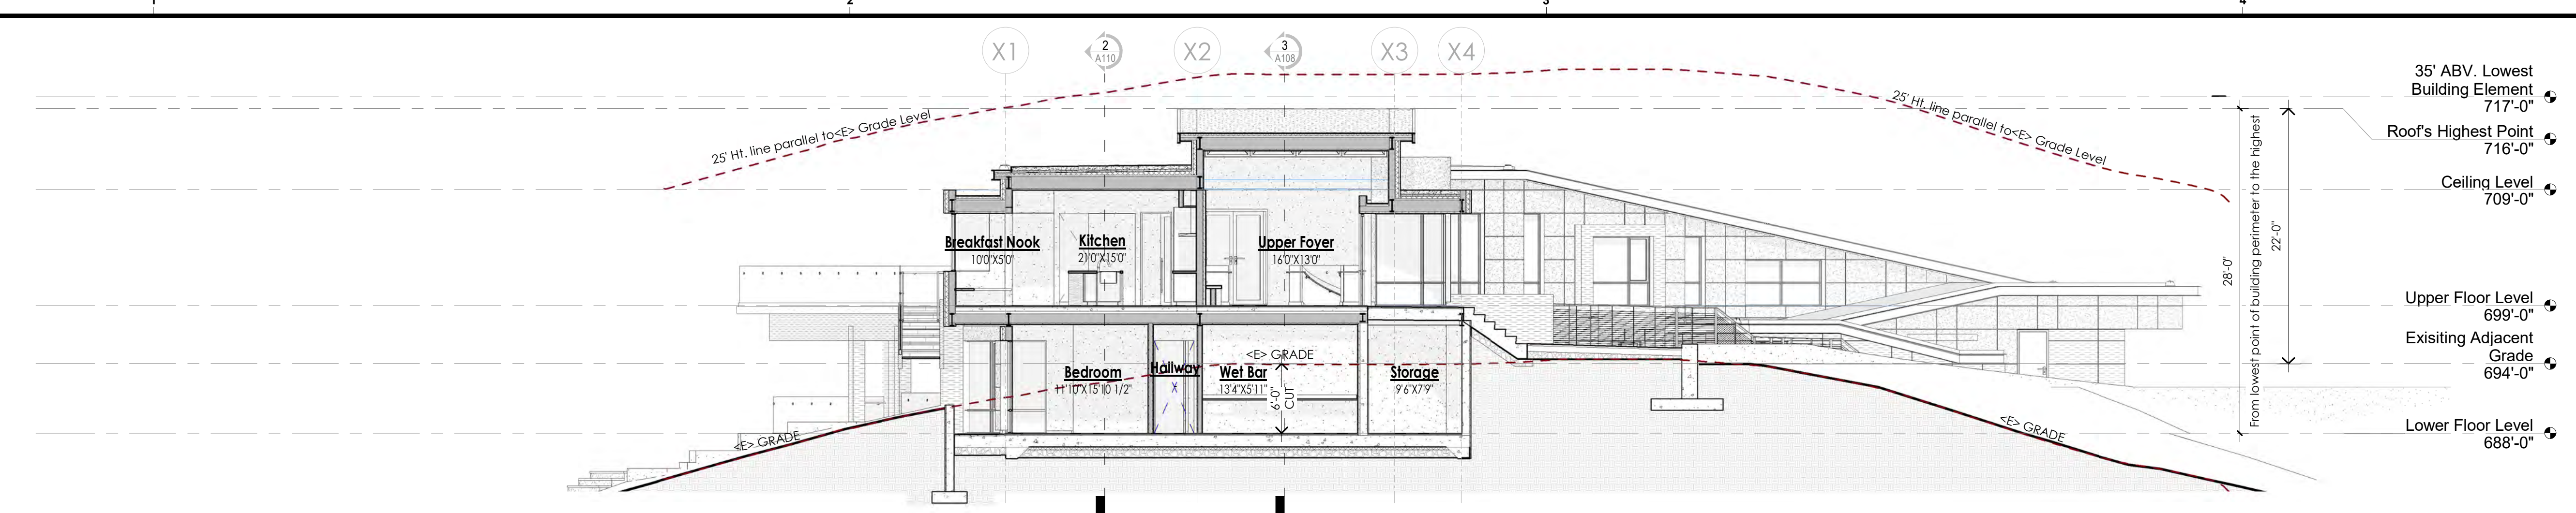 1
2
3
4
X1
2
A110
X2
3
A108
X3
X4
35' ABV. Lowest
Building Element
717'-0"
Roof's Highest Point
716'-0"
Ceiling Level
709'-0"
Upper Floor Level
699'-0"
Exisiting Adjacent
Grade
694'-0"
Lower Floor Level
688'-0"
25' Ht. line parallel to<E> Grade Level
25' Ht. line parallel to<E> Grade Level
From lowest point of building perimeter to the highest
28'-0"
22'-0"
Breakfast Nook
10'0"X5'0"
Kitchen
21'0"X15'0"
Upper Foyer
16'0"X13'0"
<E> GRADE
Bedroom
11'10"X15'10 1/2"
Hallway
X
Wet Bar
13'4"X5'11"
6'-0"
CUT
Storage
9'6"X7'9"
<E> GRADE
<E> GRADE